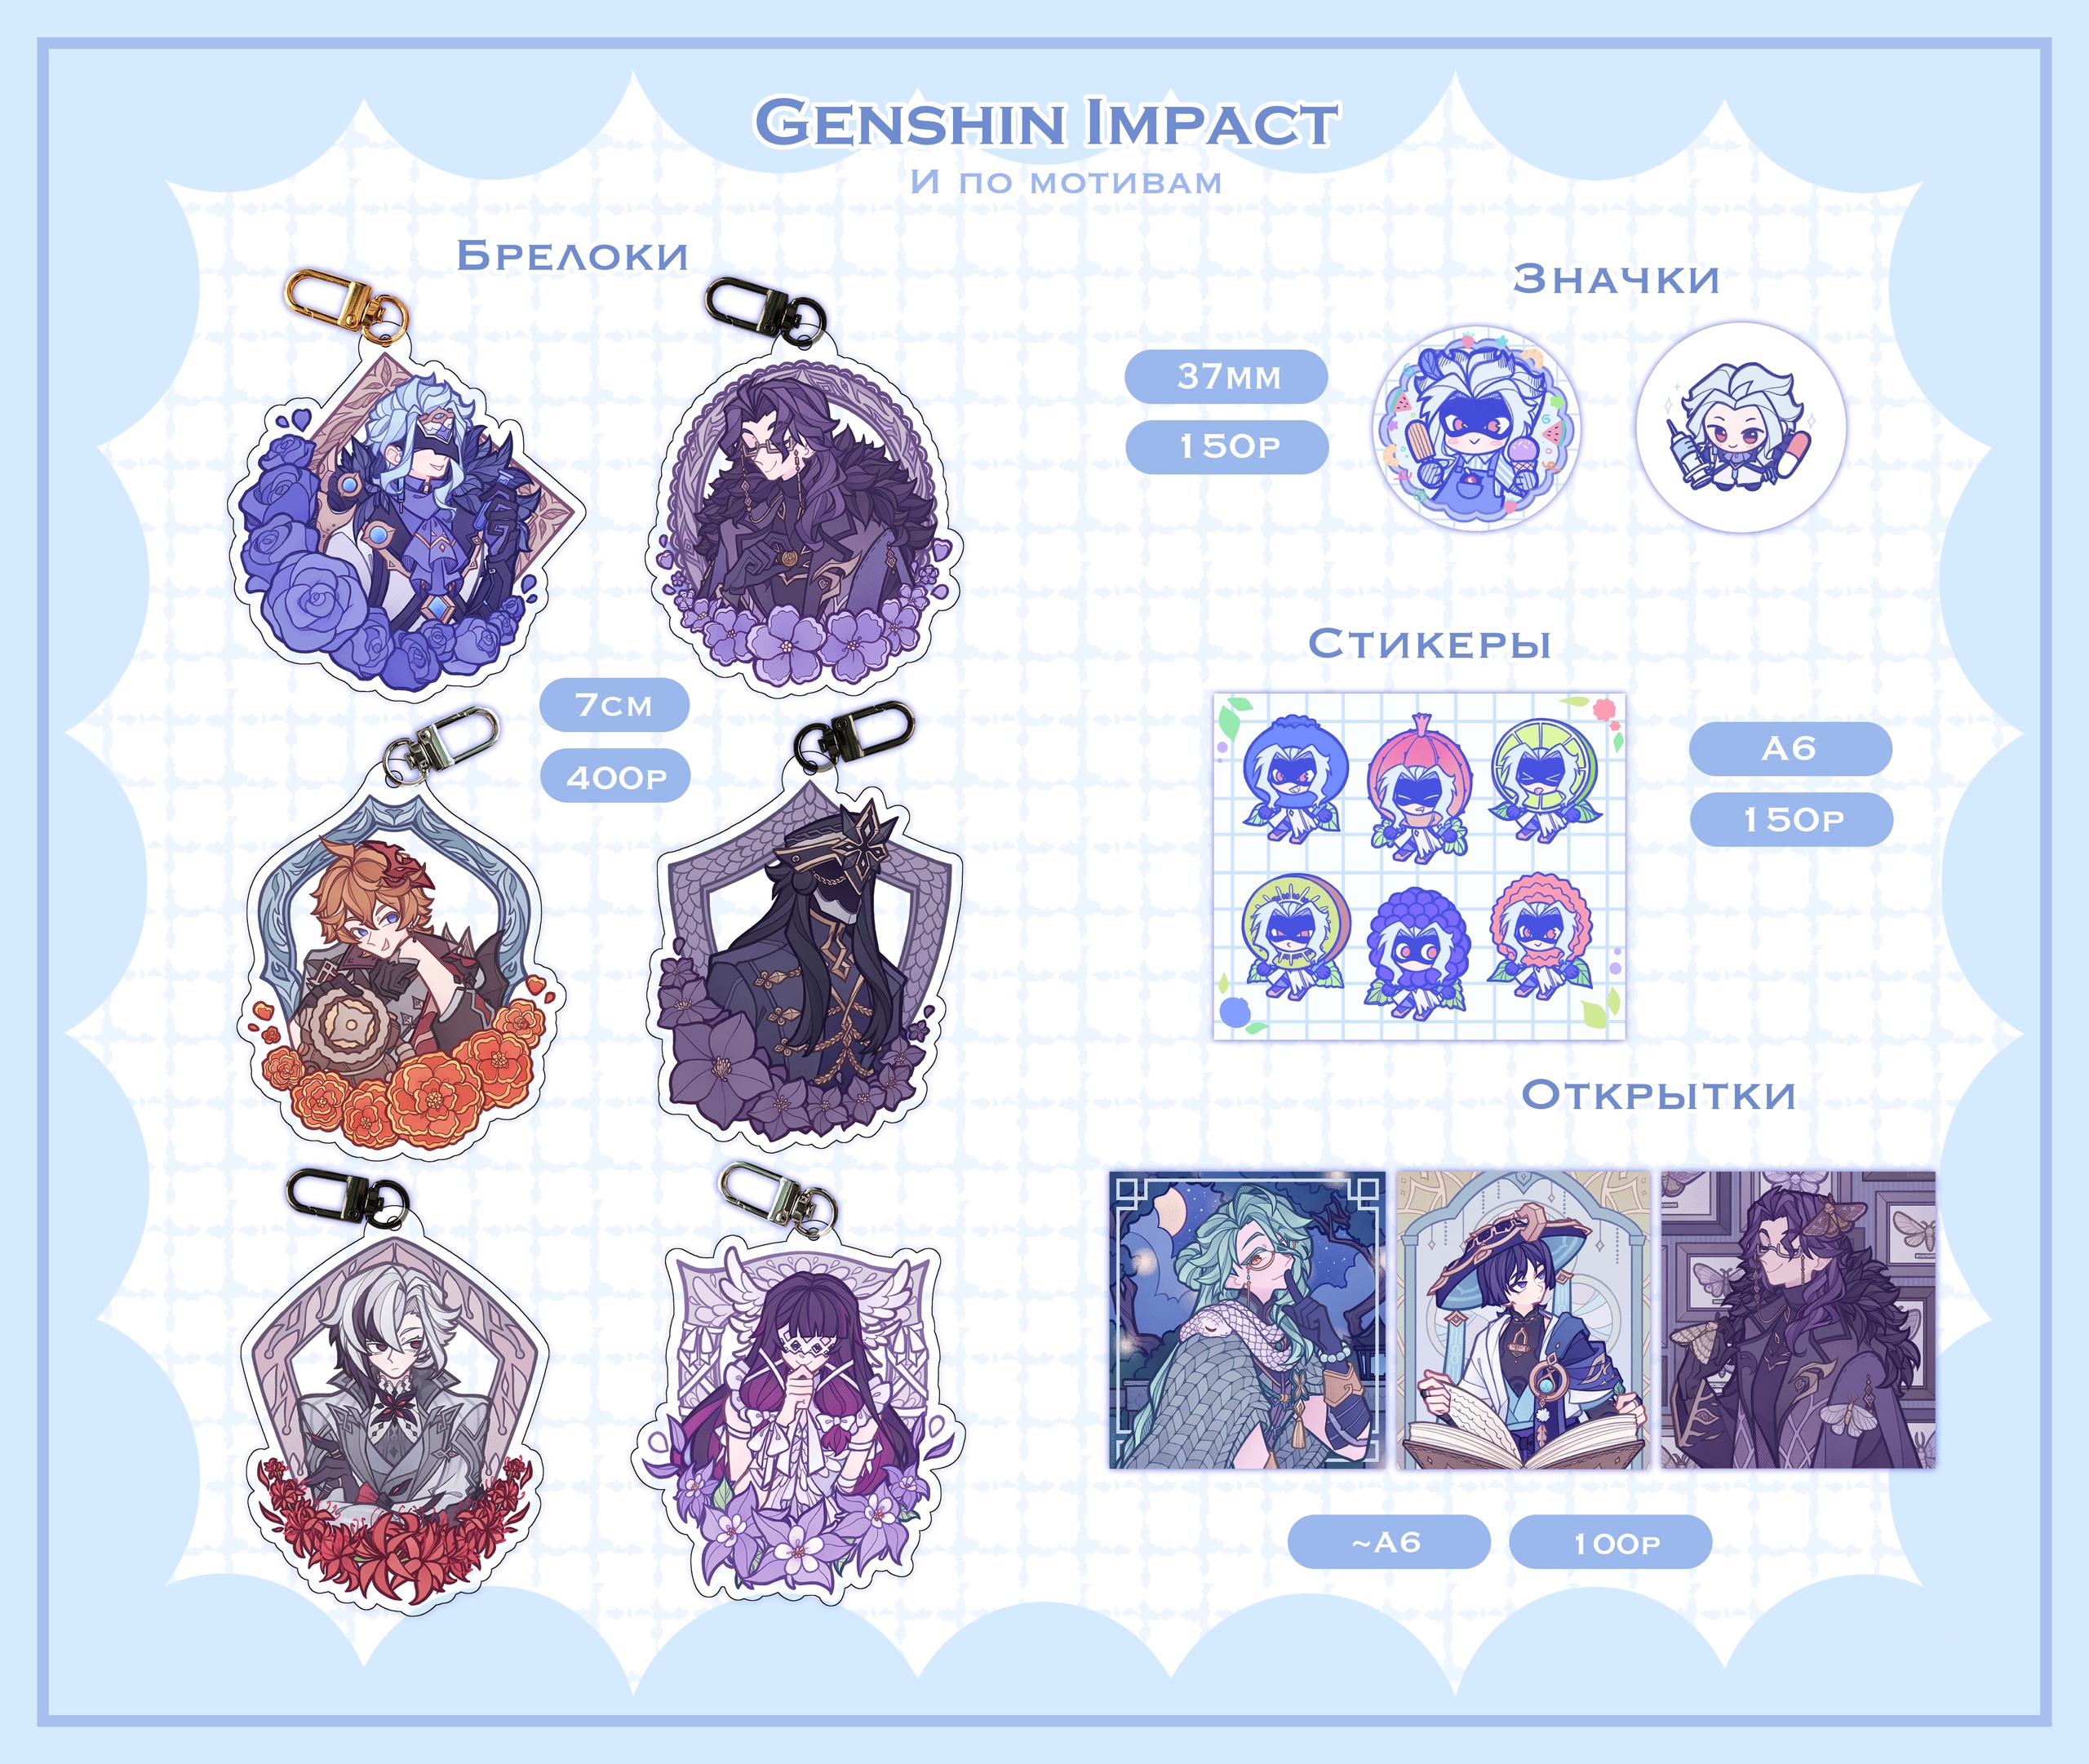 Genshin Impact
И по мотивам
Брелоки
7см
400р
Значки
37мм
150р
Стикеры
А6
150р
Открытки
~А6
100р